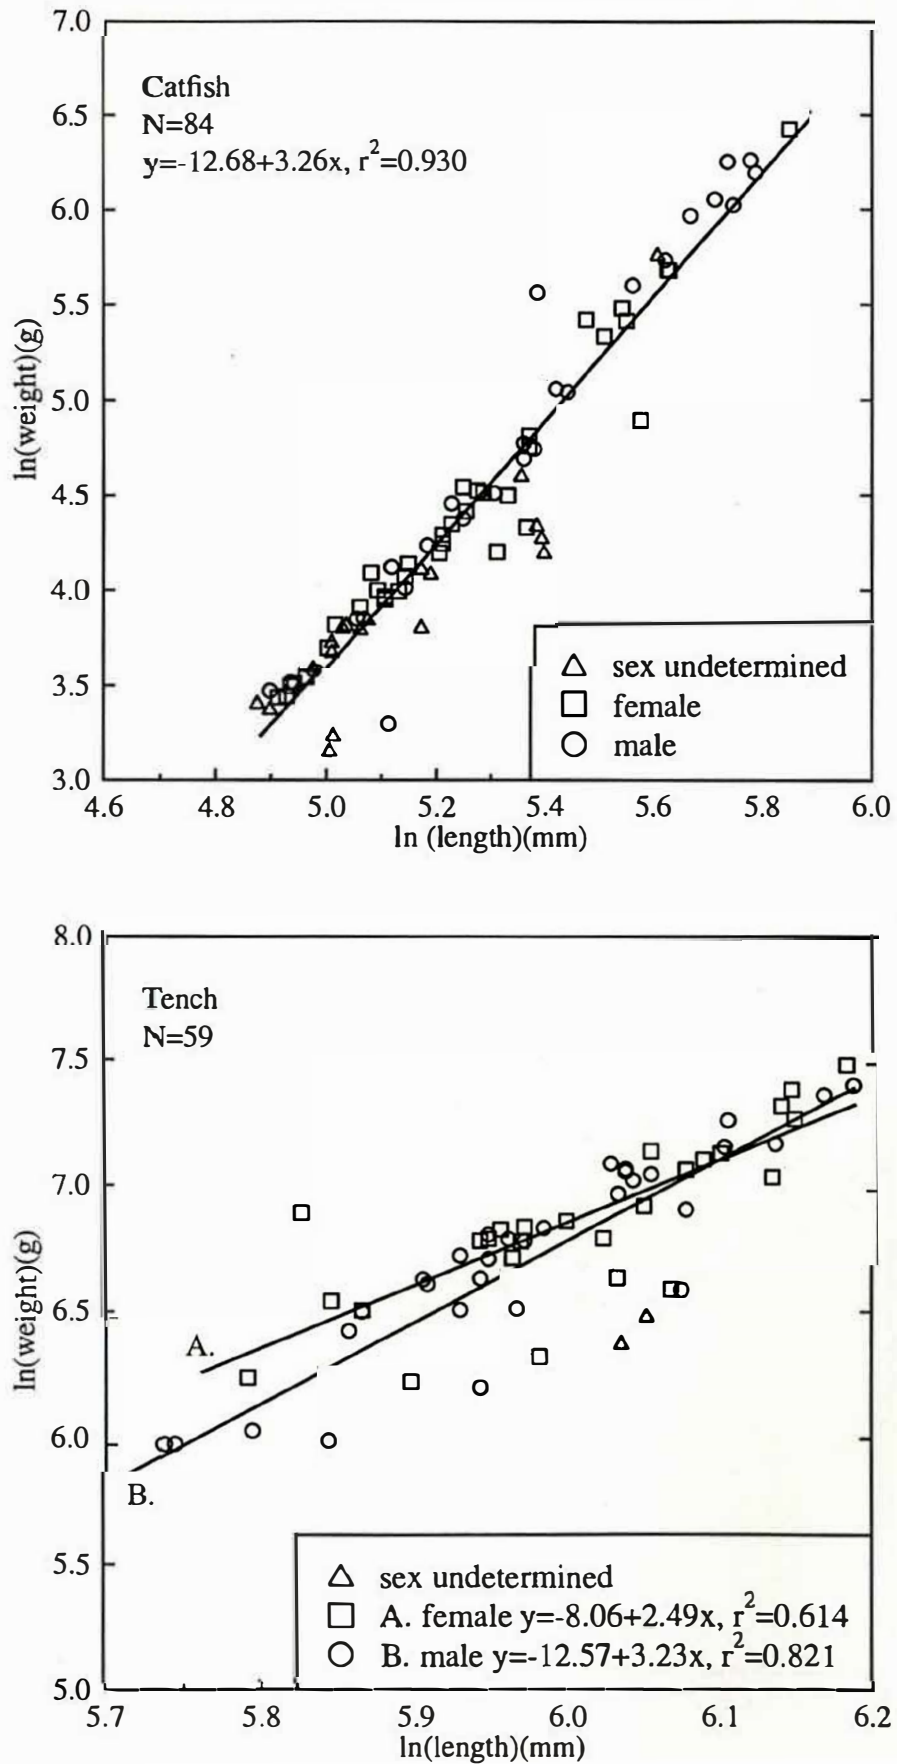 7.0
Catfish
N=84
y=-12.68+3.26x, r²=0.930
6.5
6.0
5.5
5.0
4.5
4.0
3.5
3.0
ln(weight)(g)
△ sex undetermined
□ female
○ male
4.6 4.8 5.0 5.2 5.4 5.6 5.8 6.0
ln (length)(mm)
8.0
Tench
N=59
7.5
7.0
6.5
6.0
5.5
5.0
ln(weight)(g)
A.
B.
△ sex undetermined
□ A. female y=-8.06+2.49x, r²=0.614
○ B. male y=-12.57+3.23x, r²=0.821
5.7 5.8 5.9 6.0 6.1 6.2
ln(length)(mm)